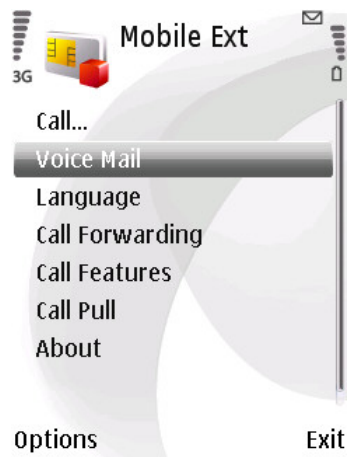 Mobile Ext
3G
Call...
Voice Mail
Language
Call Forwarding
Call Features
Call Pull
About
Options Exit